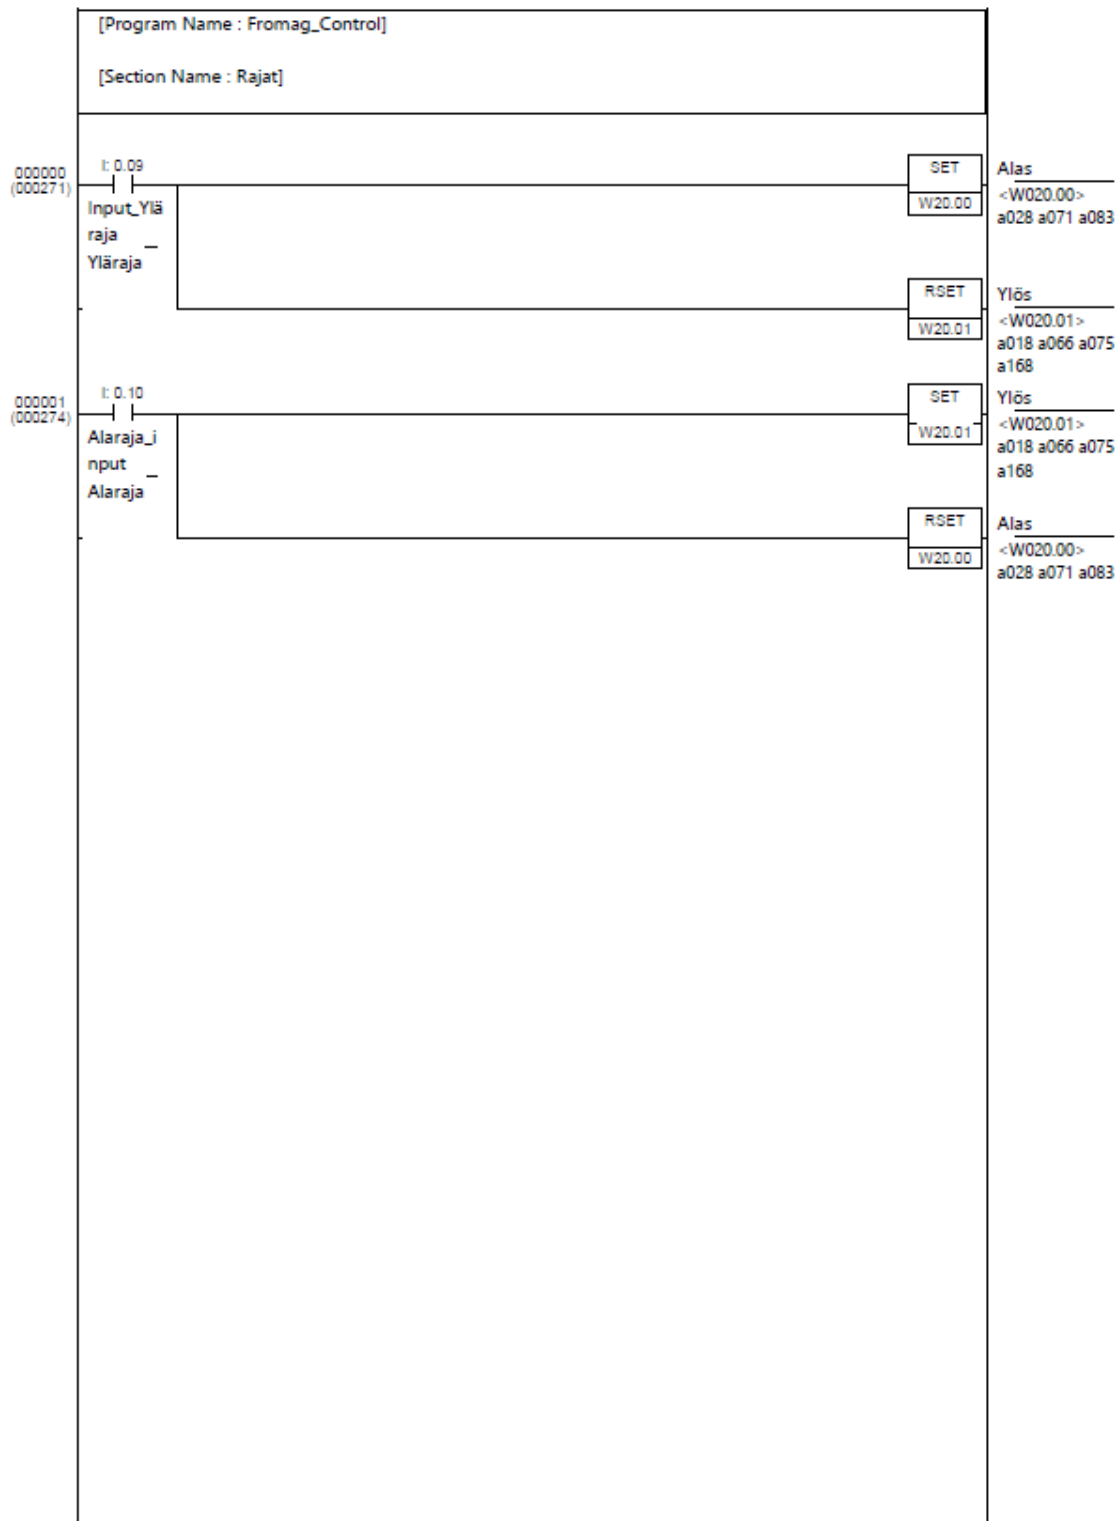 [Program Name : Fromag_Control]
[Section Name : Rajat]
000000
(000271)
I: 0.09
Input_Ylä
raja _
Yläraja
SET
W20.00
Alas
<W020.00>
a028 a071 a083
RSET
W20.01
Ylös
<W020.01>
a018 a066 a075
a168
000001
(000274)
I: 0.10
Alaraja_i
nput _
Alaraja
SET
W20.01
Ylös
<W020.01>
a018 a066 a075
a168
RSET
W20.00
Alas
<W020.00>
a028 a071 a083